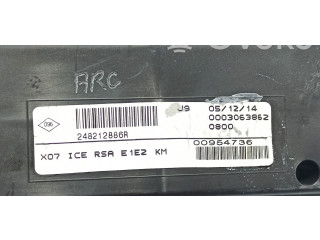 ARC
J9 05/12/14
0003063862
0800
248212886R
X07 ICE RSA E1E2 KM
00954736